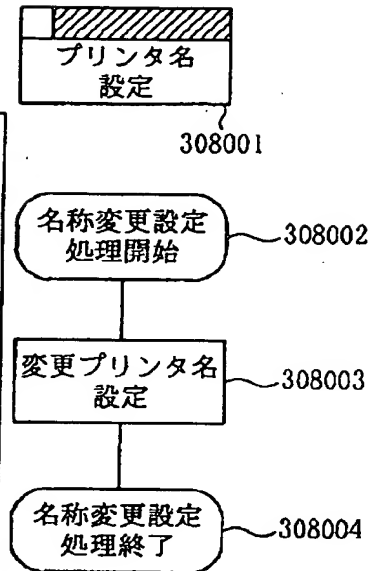 プリンタ名
設定
308001
名称変更設定
処理開始
308002
変更プリンタ名
設定
308003
名称変更設定
処理終了
308004